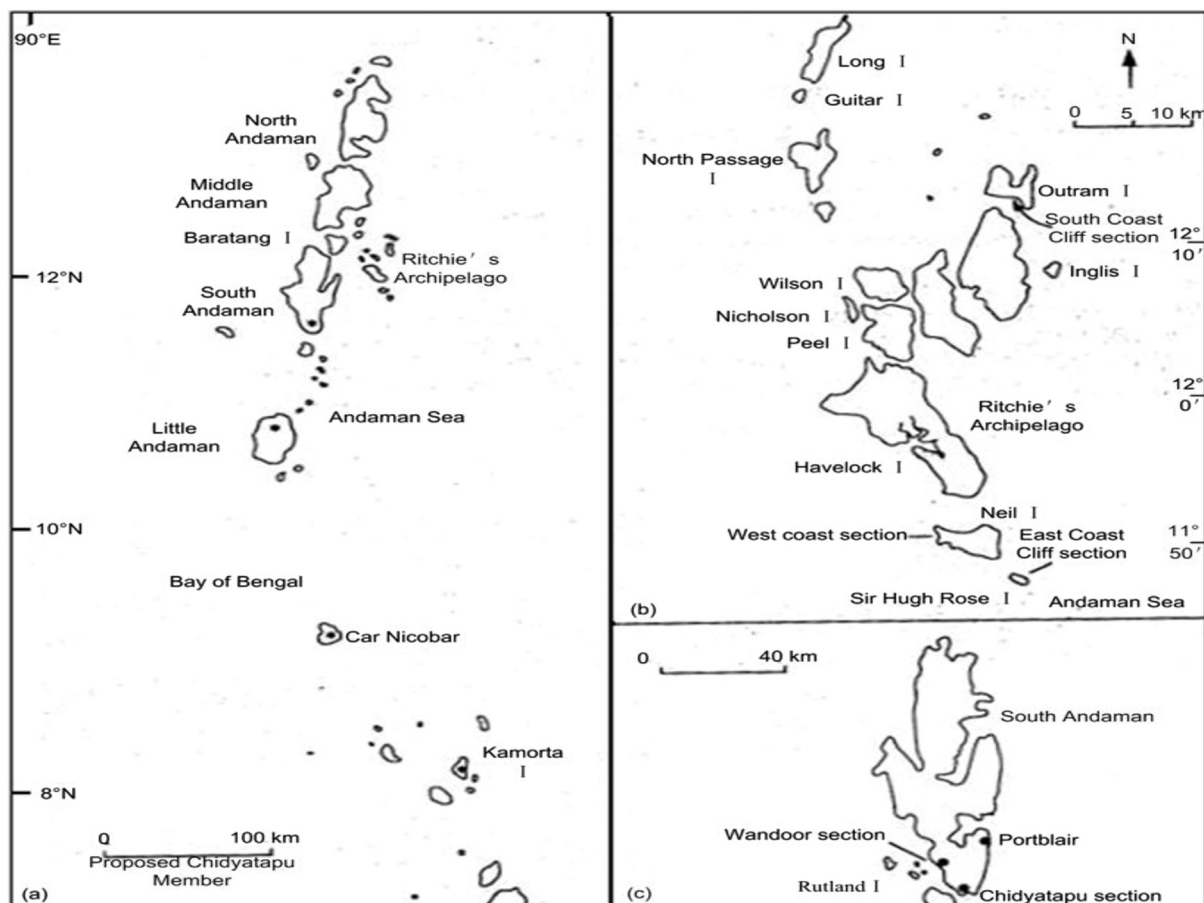 90°E
North
Andaman
Middle
Andaman
Baratang I
Ritchie's
Archipelago
12°N
South
Andaman
Little
Andaman
Andaman Sea
10°N
Bay of Bengal
Car Nicobar
Kamorta
I
8°N
0 100 km
Proposed Chidyatapu
Member
(a)
Long I
Guitar I
N
0 5 10 km
North Passage
I
Outram I
South Coast
Cliff section
12°
10'
Inglis I
Wilson I
Nicholson I
Peel I
12°
0'
Ritchie's
Archipelago
Havelock I
Neil I
West coast section
East Coast
Cliff section
11°
50'
Sir Hugh Rose I
Andaman Sea
(b)
0 40 km
South Andaman
Wandoor section
Portblair
Rutland I
Chidyatapu section
(c)